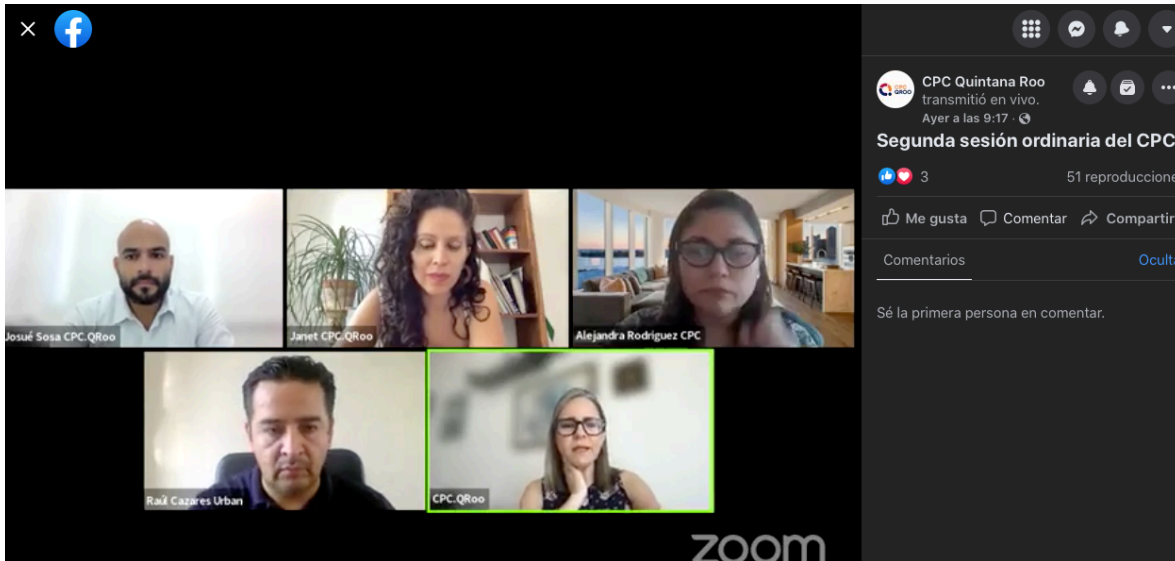 CPC Quintana Roo
transmitió en vivo.
Ayer a las 9:17 ·
Segunda sesión ordinaria del CPC
3
51 reproduccione
Me gusta
Comentar
Compartir
Comentarios
Oculta
Sé la primera persona en comentar.
Josué Sosa CPC.QRoo
Janet CPC.QRoo
Alejandra Rodriguez CPC
Raúl Cazares Urban
CPC.QRoo
zoom